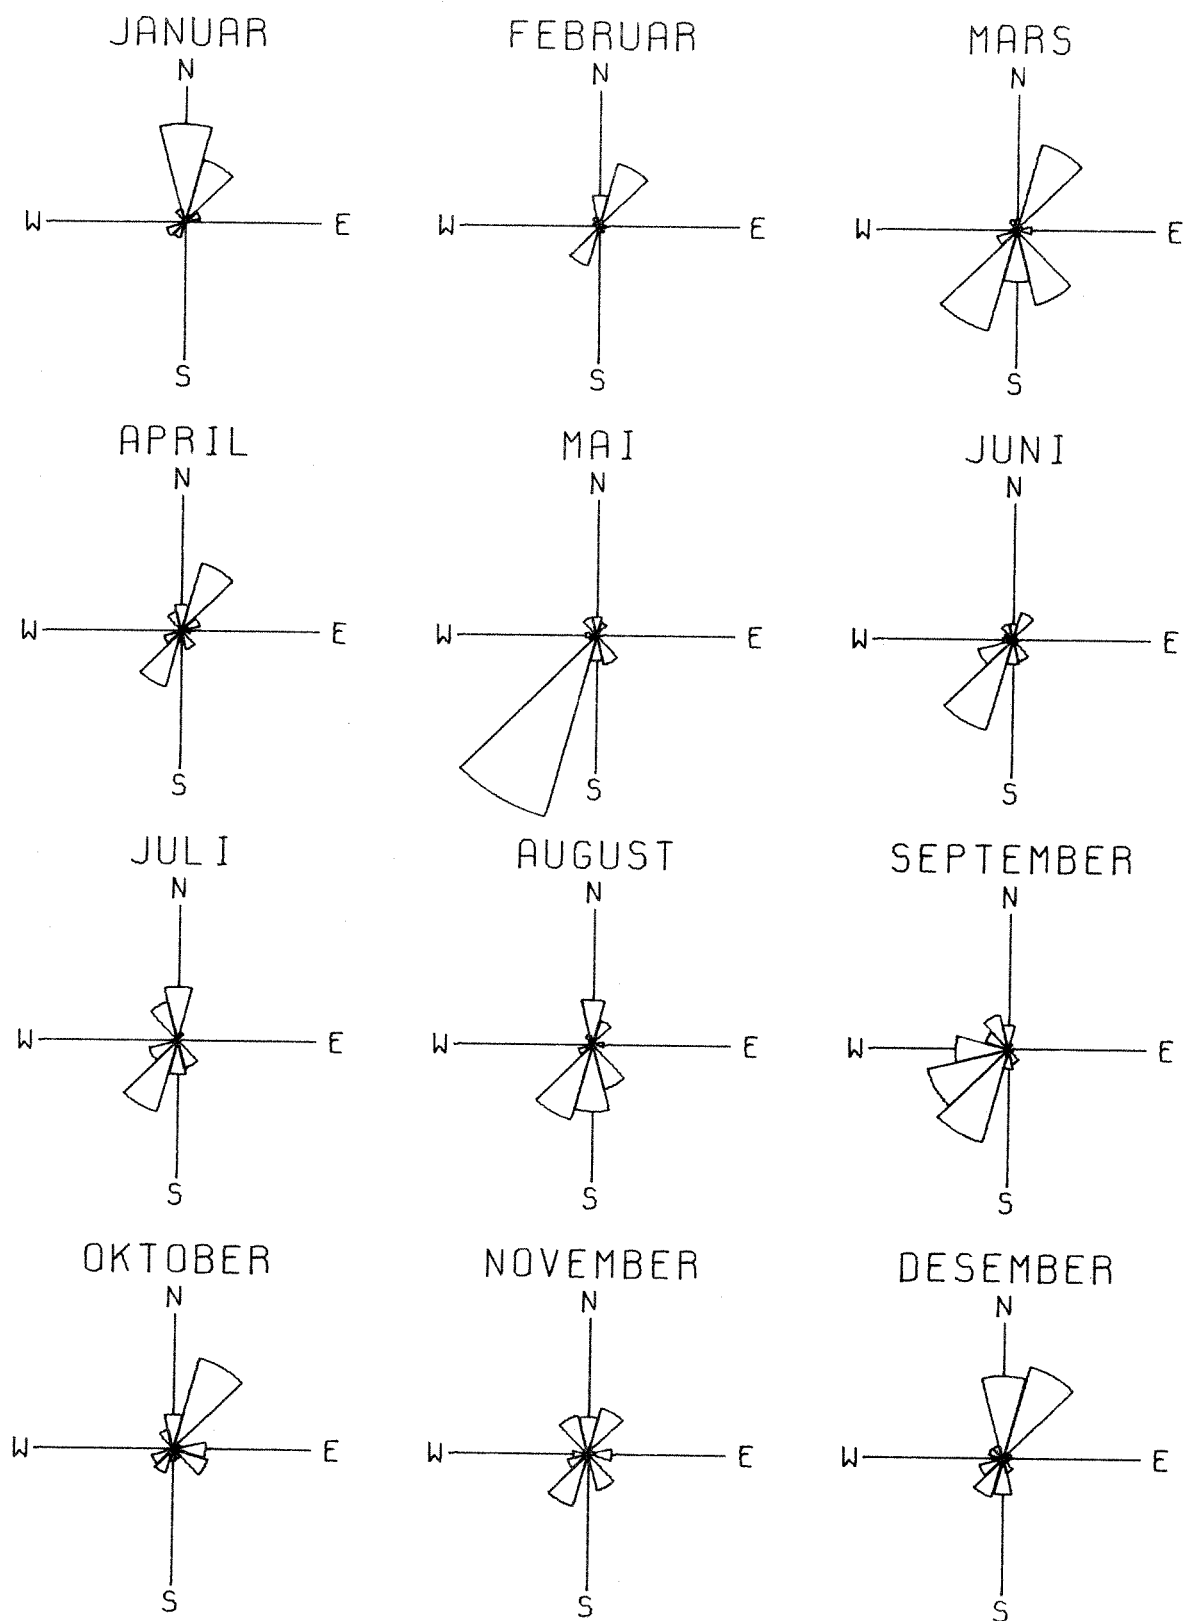 JANUAR FEBRUAR MARS
N N N
W E W E W E
S S S
APRIL MAI JUNI
N N N
W E W E W E
S S S
JULI AUGUST SEPTEMBER
N N N
W E W E W E
S S S
OKTOBER NOVEMBER DESEMBER
N N N
W E W E W E
S S S